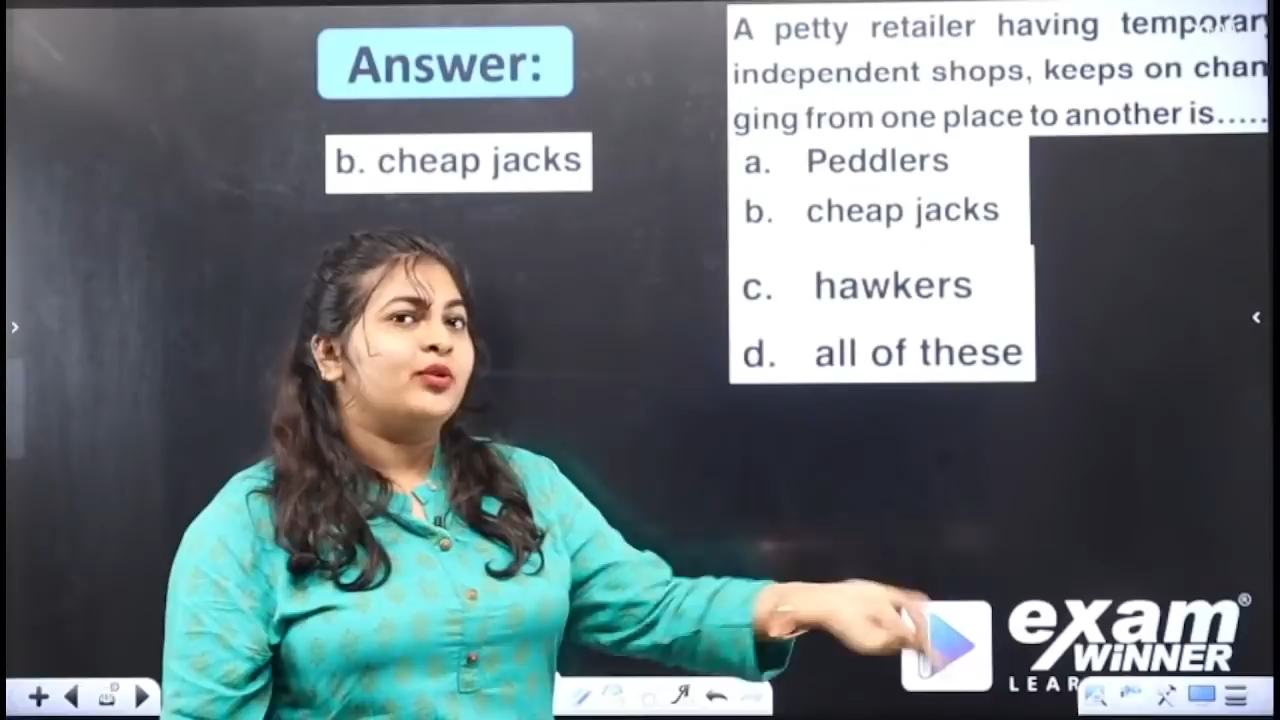 Answer:
b. cheap jacks
A petty retailer having temporary
independent shops, keeps on chan
ging from one place to another is.....
a. Peddlers
b. cheap jacks
c. hawkers
d. all of these
exam
WiNNER
LEAR